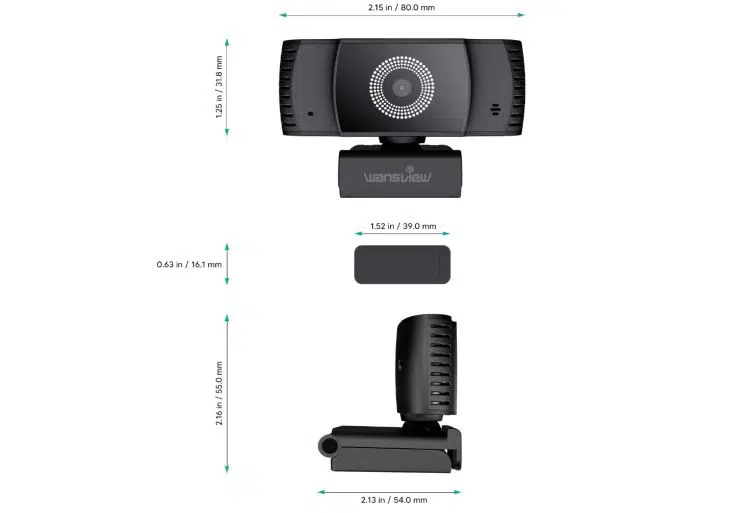 2.15 in / 80.0 mm
1.25 in / 31.8 mm
wansview
1.52 in / 39.0 mm
0.63 in / 16.1 mm
2.16 in / 55.0 mm
2.13 in / 54.0 mm